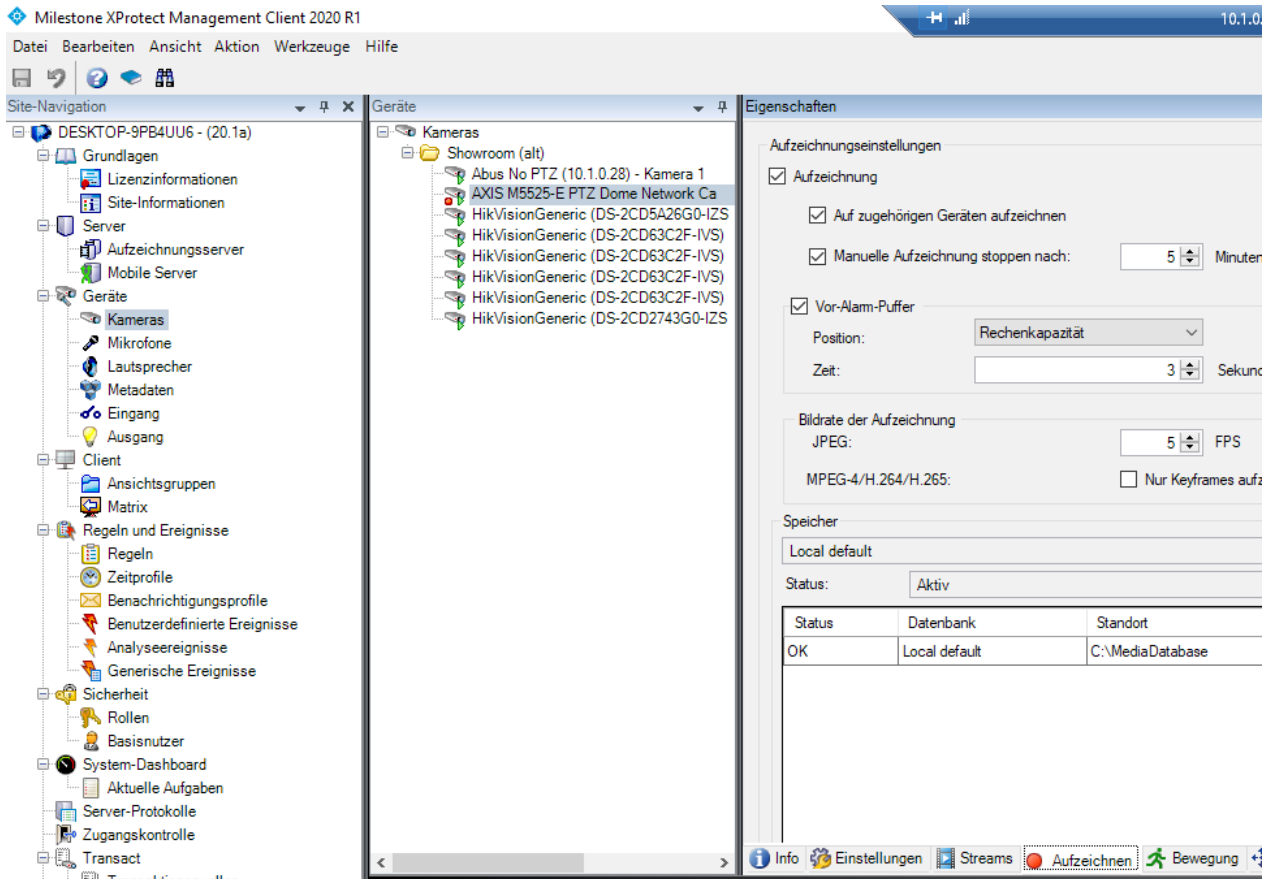 Milestone XProtect Management Client 2020 R1
10.1.0.
Datei Bearbeiten Ansicht Aktion Werkzeuge Hilfe
Site-Navigation
DESKTOP-9PB4UU6 - (20.1a)
Grundlagen
Lizenzinformationen
Site-Informationen
Server
Aufzeichnungsserver
Mobile Server
Geräte
Kameras
Mikrofone
Lautsprecher
Metadaten
Eingang
Ausgang
Client
Ansichtsgruppen
Matrix
Regeln und Ereignisse
Regeln
Zeitprofile
Benachrichtigungsprofile
Benutzerdefinierte Ereignisse
Analyseereignisse
Generische Ereignisse
Sicherheit
Rollen
Basisnutzer
System-Dashboard
Aktuelle Aufgaben
Server-Protokolle
Zugangskontrolle
Transact
Geräte
Kameras
Showroom (alt)
Abus No PTZ (10.1.0.28) - Kamera 1
AXIS M5525-E PTZ Dome Network Ca
HikVisionGeneric (DS-2CD5A26G0-IZS
HikVisionGeneric (DS-2CD63C2F-IVS)
HikVisionGeneric (DS-2CD63C2F-IVS)
HikVisionGeneric (DS-2CD63C2F-IVS)
HikVisionGeneric (DS-2CD63C2F-IVS)
HikVisionGeneric (DS-2CD2743G0-IZS
Eigenschaften
Aufzeichnungseinstellungen
Aufzeichnung
Auf zugehörigen Geräten aufzeichnen
Manuelle Aufzeichnung stoppen nach: 5 Minuten
Vor-Alarm-Puffer
Position: Rechenkapazität
Zeit: 3 Sekund
Bildrate der Aufzeichnung
JPEG: 5 FPS
MPEG-4/H.264/H.265: Nur Keyframes aufz
Speicher
Local default
Status: Aktiv
Status Datenbank Standort
OK Local default C:\MediaDatabase
Info Einstellungen Streams Aufzeichnen Bewegung